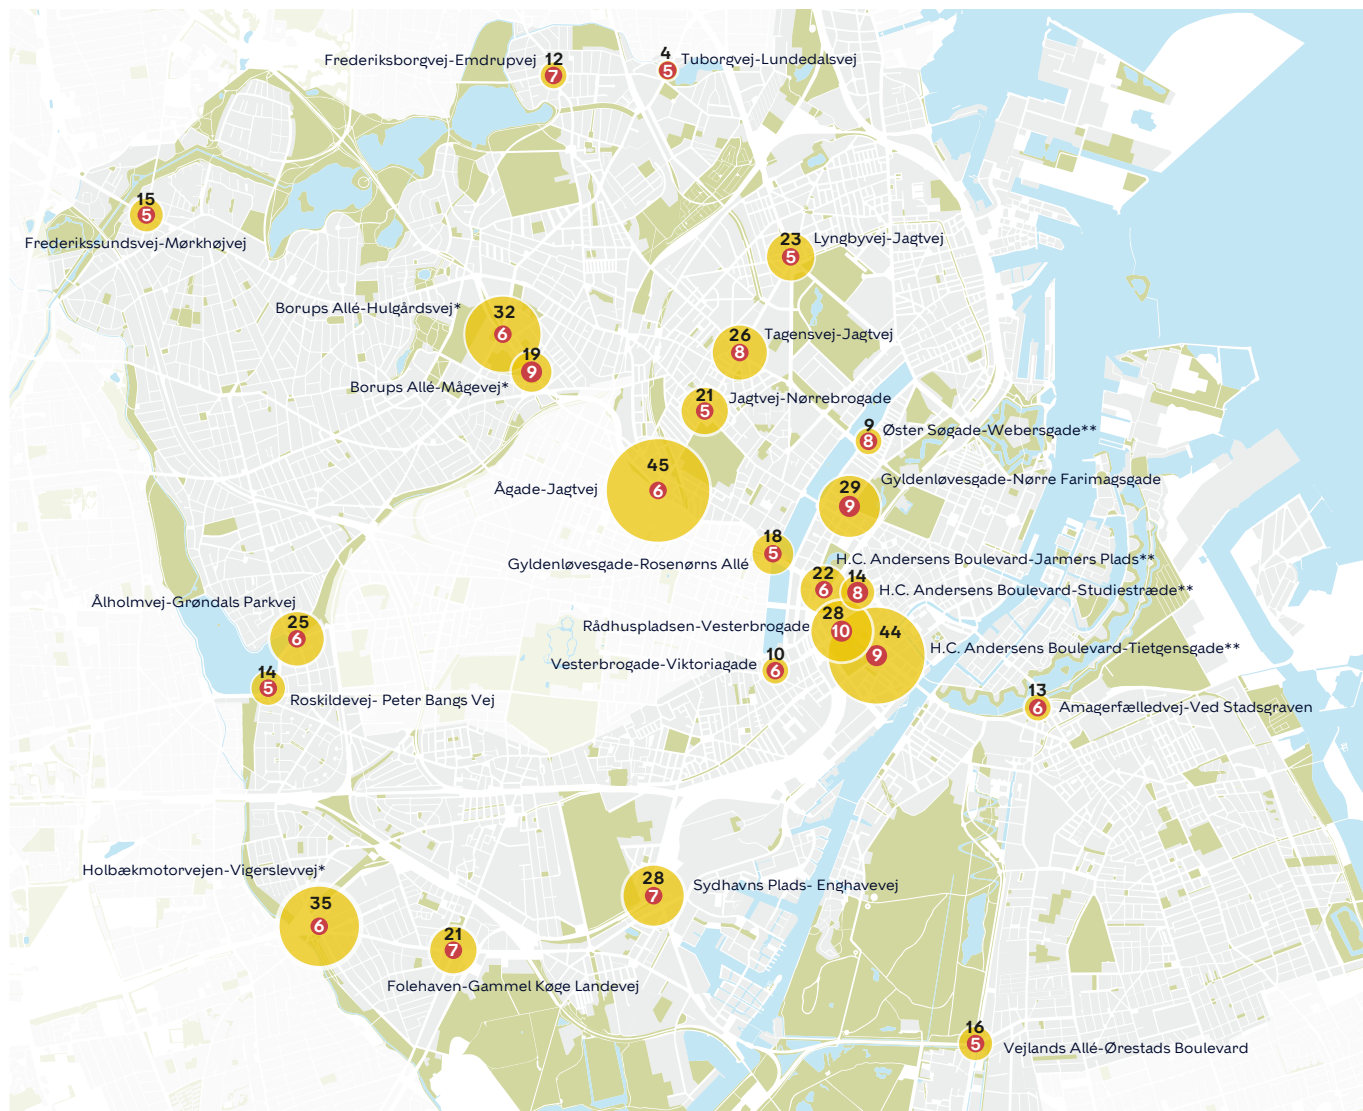 4
Frederiksborgvej-Emdrupvej
12
Tuborgvej-Lundedalsvej
5
7
15
5
Frederikssundsvej-Mørkhøjvej
23
Lyngbyvej-Jagtvej
5
Borups Allé-Hulgårdsvej*
32
6
26
Tagensvej-Jagtvej
8
19
9
Borups Allé-Mågevej*
21
Jagtvej-Nørrebrogade
5
9
Øster Søgade-Webersgade**
8
45
Ågade-Jagtvej
6
Gyldenløvesgade-Nørre Farimagsgade
29
9
18
5
Gyldenløvesgade-Rosenørns Allé
H.C. Andersens Boulevard-Jarmers Plads**
22
6
14
8
H.C. Andersens Boulevard-Studiestræde**
Ålholmvej-Grøndals Parkvej
25
6
Rådhuspladsen-Vesterbrogade
28
10
44
9
H.C. Andersens Boulevard-Tietgensgade**
Vesterbrogade-Viktoriagade
10
6
14
5
Roskildevej- Peter Bangs Vej
13
6
Amagerfælledvej-Ved Stadsgraven
Holbækmotorvejen-Vigerslevvej*
35
6
28
7
Sydhavns Plads- Enghavevej
21
7
Folehaven-Gammel Køge Landevej
16
5
Vejlands Allé-Ørestads Boulevard